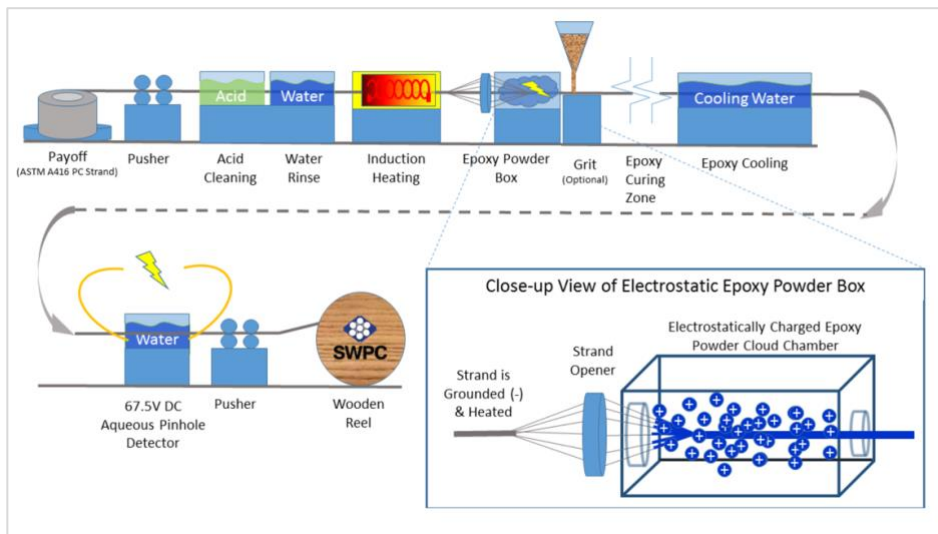 Acid
Water
Cooling Water
Payoff
(ASTM A416 PC Strand)
Pusher
Acid
Cleaning
Water
Rinse
Induction
Heating
Epoxy Powder
Box
Grit
(Optional)
Epoxy
Curing
Zone
Epoxy Cooling
Water
SWPC
67.5V DC
Aqueous Pinhole
Detector
Pusher
Wooden
Reel
Close-up View of Electrostatic Epoxy Powder Box
Electrostatically Charged Epoxy
Powder Cloud Chamber
Strand
Opener
Strand is
Grounded (-)
& Heated